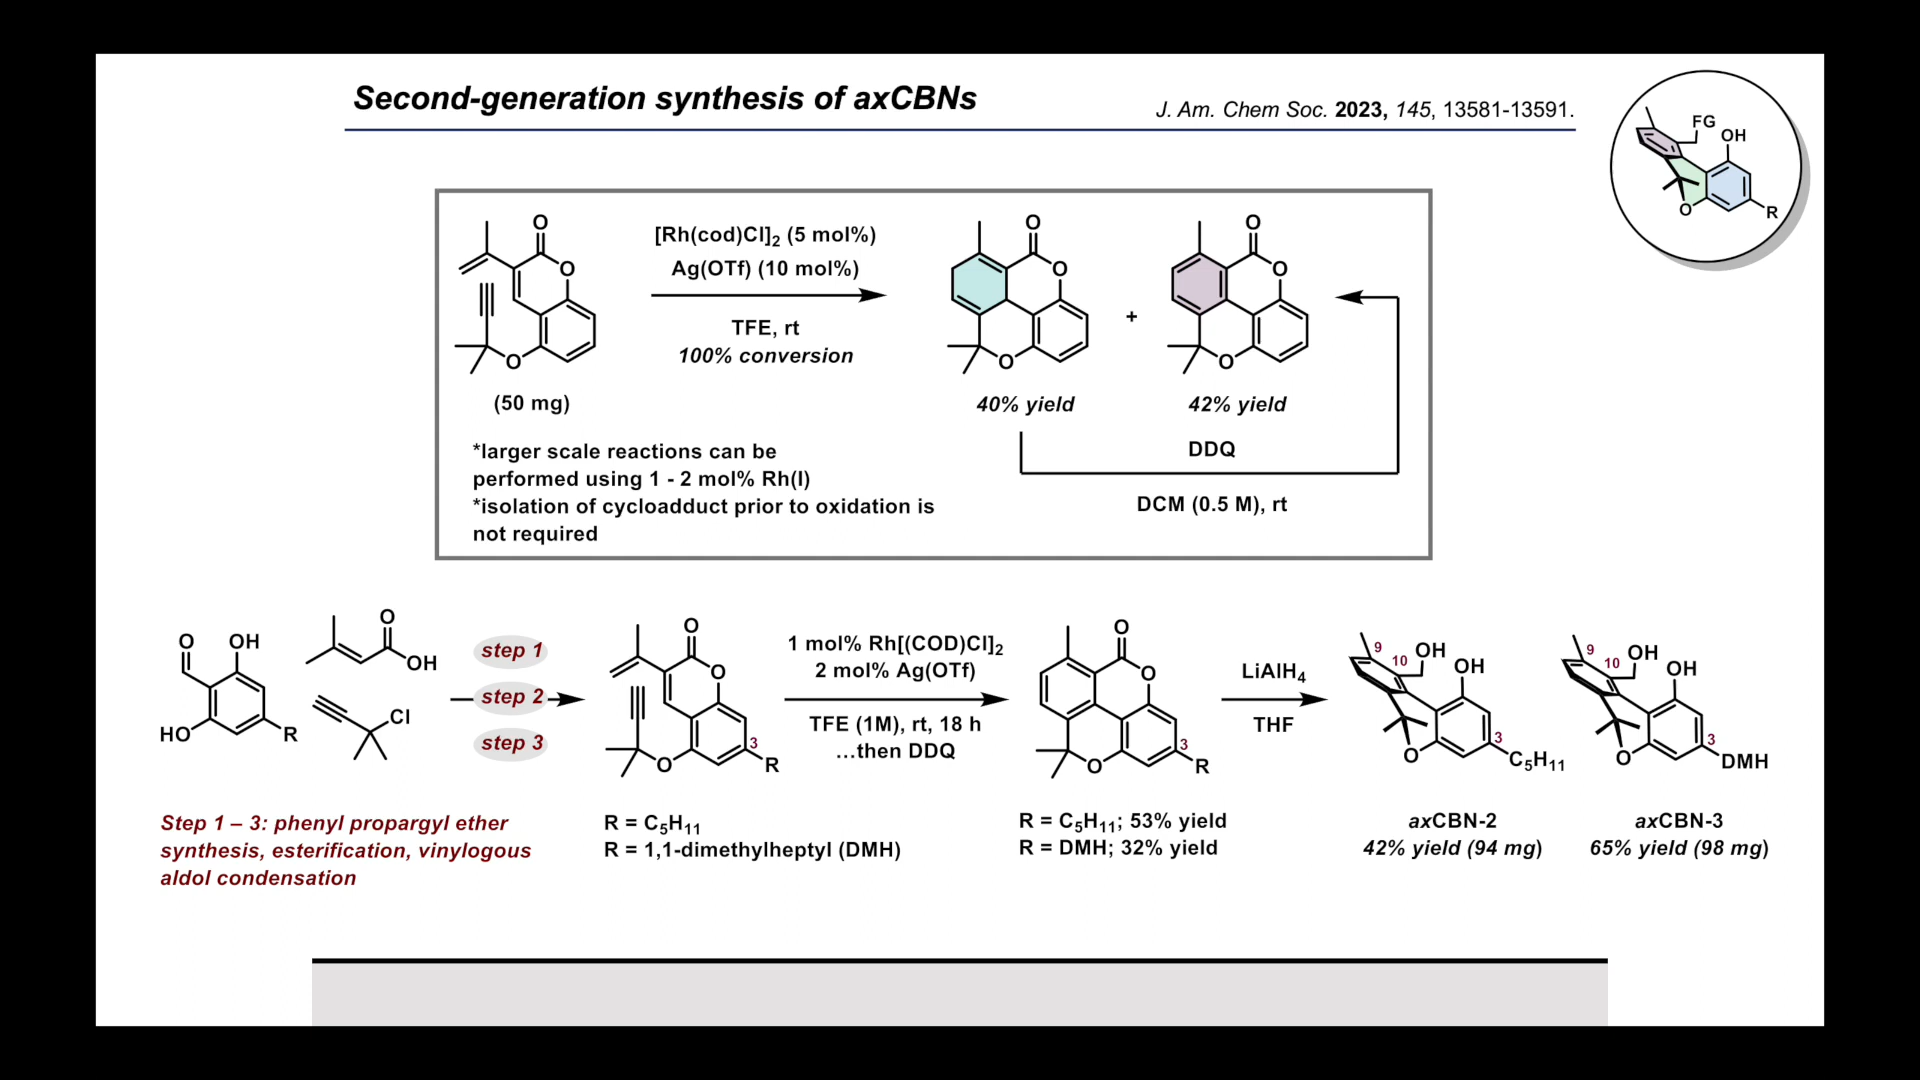 Second-generation synthesis of axCBNs
J. Am. Chem Soc. 2023, 145, 13581-13591.
FG
OH
O
R
O
O
O
(50 mg)
[Rh(cod)Cl]2 (5 mol%)
Ag(OTf) (10 mol%)
TFE, rt
100% conversion
O
O
O
40% yield
+
O
O
O
42% yield
DDQ
DCM (0.5 M), rt
*larger scale reactions can be
performed using 1 - 2 mol% Rh(I)
*isolation of cycloadduct prior to oxidation is
not required
O
OH
HO
R
O
OH
Cl
step 1
step 2
step 3
Step 1 – 3: phenyl propargyl ether
synthesis, esterification, vinylogous
aldol condensation
O
O
O
3
R
R = C5H11
R = 1,1-dimethylheptyl (DMH)
1 mol% Rh[(COD)Cl]2
2 mol% Ag(OTf)
TFE (1M), rt, 18 h
...then DDQ
O
O
O
3
R
R = C5H11; 53% yield
R = DMH; 32% yield
LiAlH4
THF
9
10
OH
OH
O
3
C5H11
axCBN-2
42% yield (94 mg)
9
10
OH
OH
O
3
DMH
axCBN-3
65% yield (98 mg)